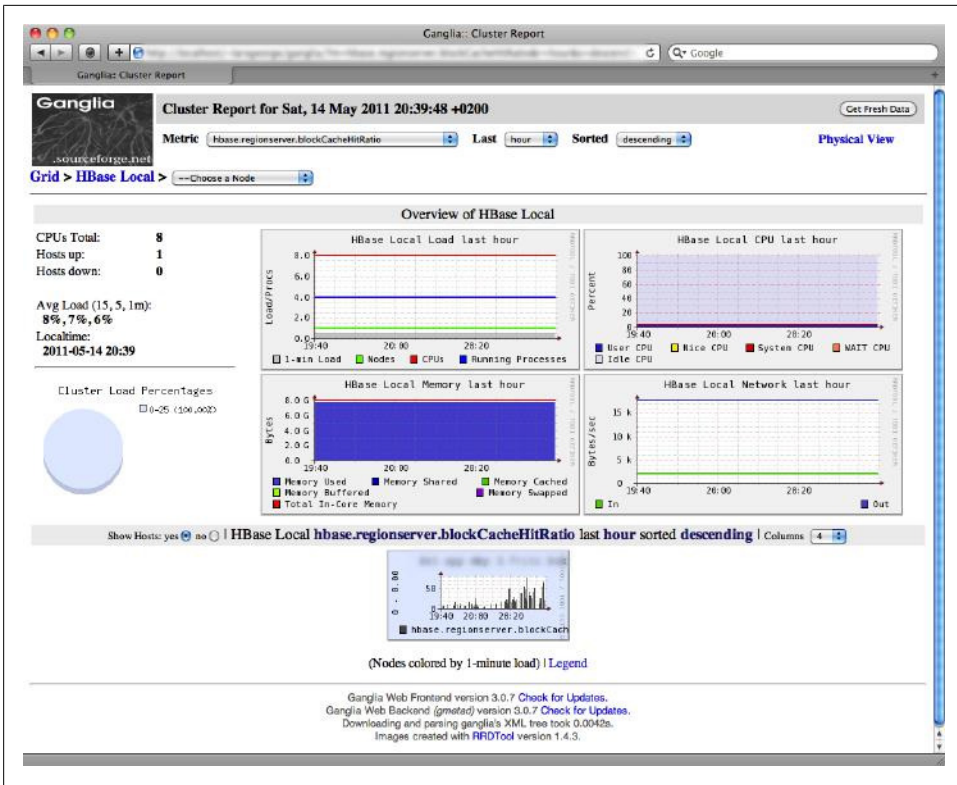 Ganglia:: Cluster Report
Google
Ganglia: Cluster Report
Ganglia
.sourceforge.net
Cluster Report for Sat, 14 May 2011 20:39:48 +0200
Get Fresh Data
Metric hbase.regionserver.blockCacheHitRatio Last hour Sorted descending
Physical View
Grid > HBase Local > --Choose a Node
Overview of HBase Local
CPUs Total: 8
Hosts up: 1
Hosts down: 0
Avg Load (15, 5, 1m):
8%, 7%, 6%
Localtime:
2011-05-14 20:39
Cluster Load Percentages
0-25 (100.00%)
HBase Local Load last hour
Load/Procs
8.0
6.0
4.0
2.0
0.0
19:40 20:00 20:20
1-min Load Nodes CPUs Running Processes
HBase Local CPU last hour
Percent
100
80
60
40
20
0
19:40 20:00 20:20
User CPU Nice CPU System CPU WAIT CPU
Idle CPU
HBase Local Memory last hour
Bytes
8.0 G
6.0 G
4.0 G
2.0 G
0.0
19:40 20:00 20:20
Memory Used Memory Shared Memory Cached
Memory Buffered Memory Swapped
Total In-Core Memory
HBase Local Network last hour
Bytes/sec
15 k
10 k
5 k
0
19:40 20:00 20:20
In Out
Show Hosts: yes no | HBase Local hbase.regionserver.blockCacheHitRatio last hour sorted descending | Columns 4
0 - 0.00
50
0
19:40 20:00 20:20
hbase.regionserver.blockCach
(Nodes colored by 1-minute load) | Legend
Ganglia Web Frontend version 3.0.7 Check for Updates.
Ganglia Web Backend (gmetad) version 3.0.7 Check for Updates.
Downloading and parsing ganglia's XML tree took 0.0042s.
Images created with RRDTool version 1.4.3.